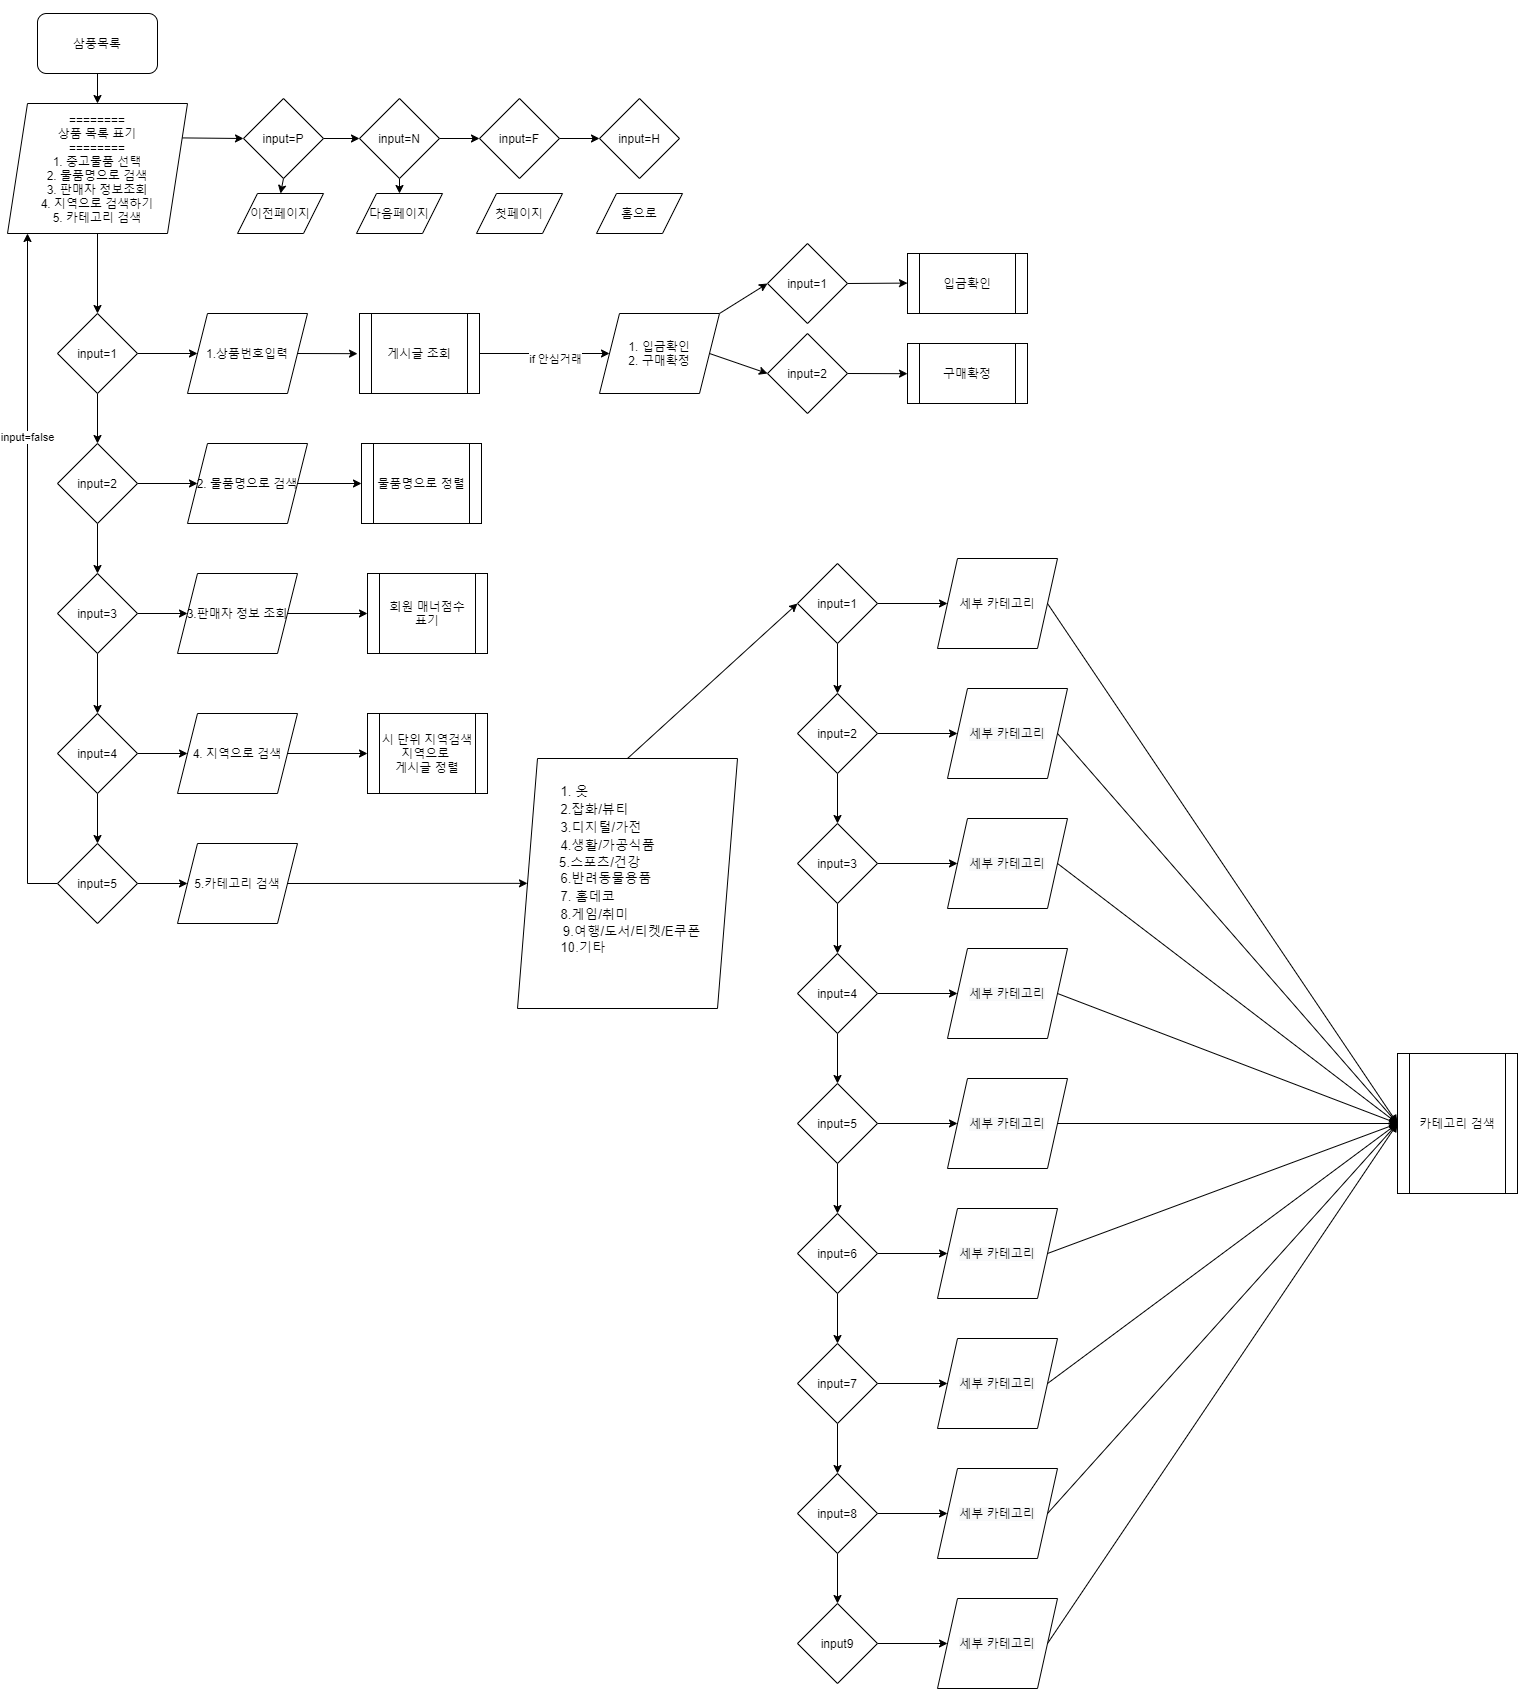 삼풍목록
========
상품 목록 표기
========
1. 중고물품 선택
2. 물품명으로 검색
3. 판매자 정보조회
4. 지역으로 검색하기
5. 카테고리 검색
input=P
input=N
input=F
input=H
이전페이지
다음페이지
첫페이지
홈으로
input=1
1.상품번호입력
게시글 조회
if 안심거래
1. 입금확인
2. 구매확정
input=1
입금확인
input=2
구매확정
input=false
input=2
2. 물품명으로 검색
물품명으로 정렬
input=3
3.판매자 정보 조회
회원 매너점수
표기
input=4
4. 지역으로 검색
시 단위 지역검색
지역으로
게시글 정렬
input=5
5.카테고리 검색
1. 옷
2.잡화/뷰티
3.디지털/가전
4.생활/가공식품
5.스포츠/건강
6.반려동물용품
7. 홈데코
8.게임/취미
9.여행/도서/티켓/E쿠폰
10.기타
input=1
세부 카테고리
input=2
세부 카테고리
input=3
세부 카테고리
input=4
세부 카테고리
input=5
세부 카테고리
카테고리 검색
input=6
세부 카테고리
input=7
세부 카테고리
input=8
세부 카테고리
input9
세부 카테고리